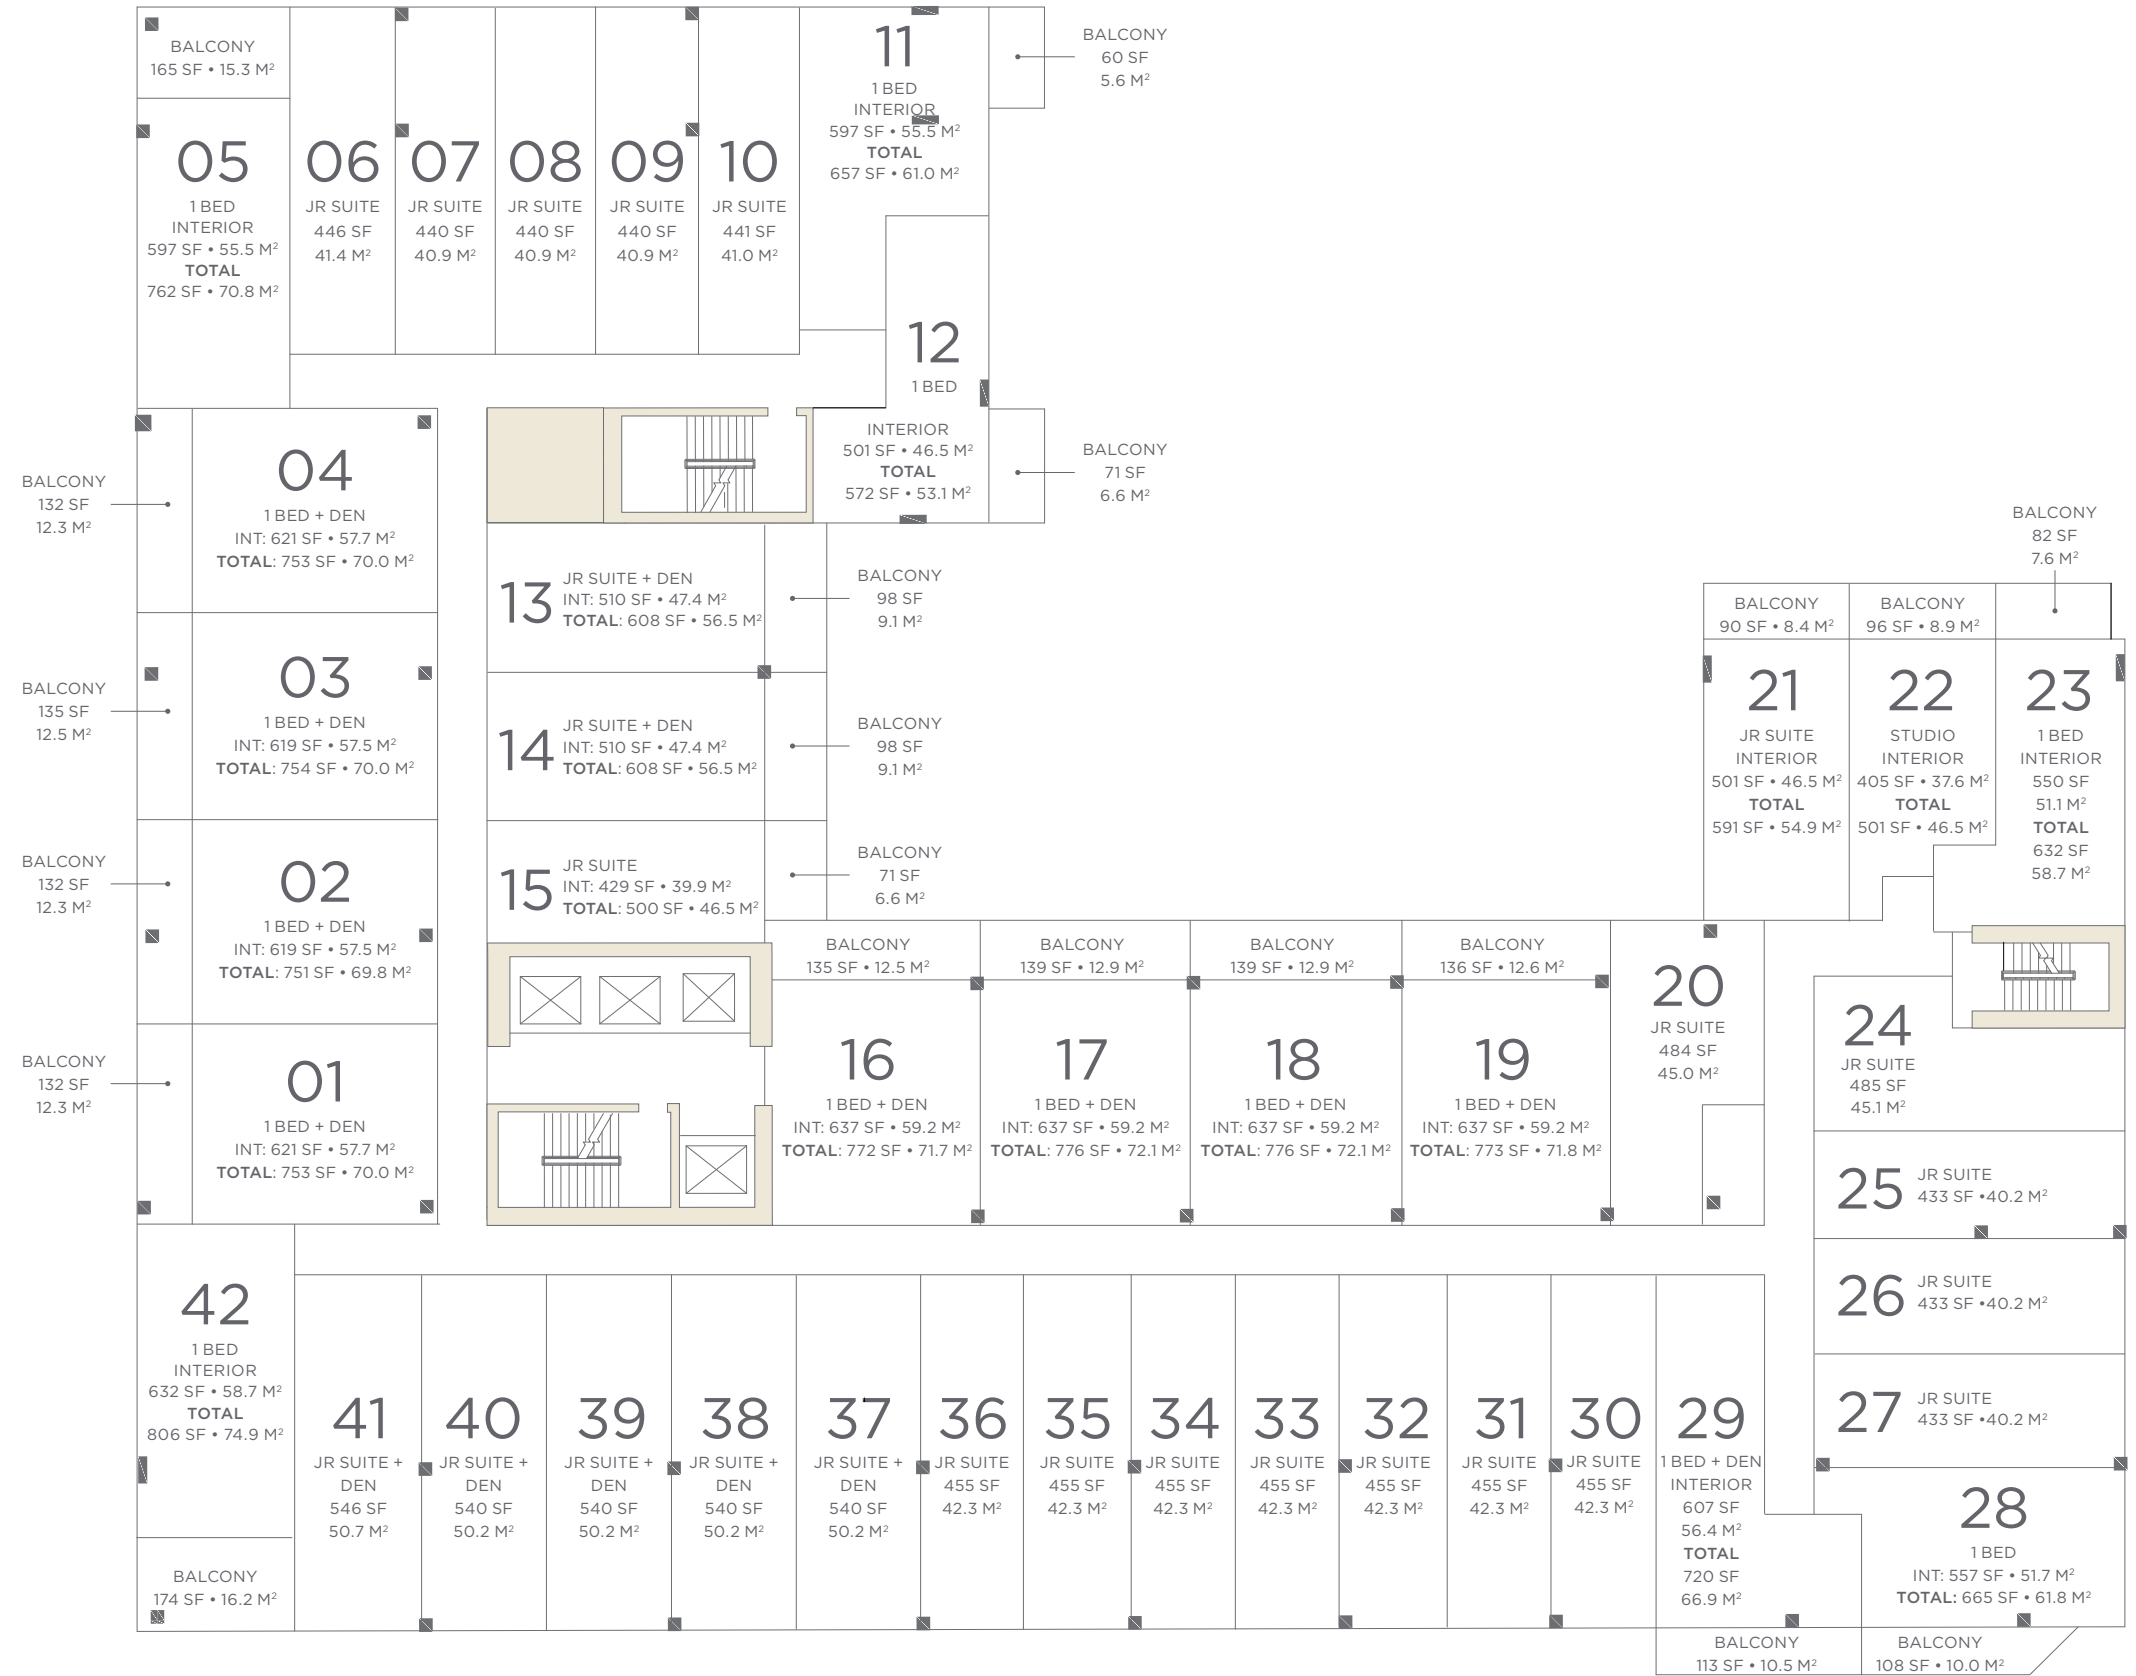 BALCONY
165 SF • 15.3 M²
05
1 BED
INTERIOR
597 SF • 55.5 M²
TOTAL
762 SF • 70.8 M²
06
JR SUITE
446 SF
41.4 M²
07
JR SUITE
440 SF
40.9 M²
08
JR SUITE
440 SF
40.9 M²
09
JR SUITE
440 SF
40.9 M²
10
JR SUITE
441 SF
41.0 M²
11
1 BED
INTERIOR
597 SF • 55.5 M²
TOTAL
657 SF • 61.0 M²
BALCONY
60 SF
5.6 M²
12
1 BED
INTERIOR
501 SF • 46.5 M²
TOTAL
572 SF • 53.1 M²
BALCONY
71 SF
6.6 M²
BALCONY
132 SF
12.3 M²
04
1 BED + DEN
INT: 621 SF • 57.7 M²
TOTAL: 753 SF • 70.0 M²
BALCONY
135 SF
12.5 M²
03
1 BED + DEN
INT: 619 SF • 57.5 M²
TOTAL: 754 SF • 70.0 M²
BALCONY
132 SF
12.3 M²
02
1 BED + DEN
INT: 619 SF • 57.5 M²
TOTAL: 751 SF • 69.8 M²
BALCONY
132 SF
12.3 M²
01
1 BED + DEN
INT: 621 SF • 57.7 M²
TOTAL: 753 SF • 70.0 M²
13
JR SUITE + DEN
INT: 510 SF • 47.4 M²
TOTAL: 608 SF • 56.5 M²
BALCONY
98 SF
9.1 M²
14
JR SUITE + DEN
INT: 510 SF • 47.4 M²
TOTAL: 608 SF • 56.5 M²
BALCONY
98 SF
9.1 M²
15
JR SUITE
INT: 429 SF • 39.9 M²
TOTAL: 500 SF • 46.5 M²
BALCONY
71 SF
6.6 M²
BALCONY
135 SF • 12.5 M²
16
1 BED + DEN
INT: 637 SF • 59.2 M²
TOTAL: 772 SF • 71.7 M²
BALCONY
139 SF • 12.9 M²
17
1 BED + DEN
INT: 637 SF • 59.2 M²
TOTAL: 776 SF • 72.1 M²
BALCONY
139 SF • 12.9 M²
18
1 BED + DEN
INT: 637 SF • 59.2 M²
TOTAL: 776 SF • 72.1 M²
BALCONY
136 SF • 12.6 M²
19
1 BED + DEN
INT: 637 SF • 59.2 M²
TOTAL: 773 SF • 71.8 M²
20
JR SUITE
484 SF
45.0 M²
BALCONY
90 SF • 8.4 M²
21
JR SUITE
INTERIOR
501 SF • 46.5 M²
TOTAL
591 SF • 54.9 M²
BALCONY
96 SF • 8.9 M²
22
STUDIO
INTERIOR
405 SF • 37.6 M²
TOTAL
501 SF • 46.5 M²
BALCONY
82 SF
7.6 M²
23
1 BED
INTERIOR
550 SF
51.1 M²
TOTAL
632 SF
58.7 M²
24
JR SUITE
485 SF
45.1 M²
25
JR SUITE
433 SF •40.2 M²
26
JR SUITE
433 SF •40.2 M²
27
JR SUITE
433 SF •40.2 M²
28
1 BED
INT: 557 SF • 51.7 M²
TOTAL: 665 SF • 61.8 M²
BALCONY
108 SF • 10.0 M²
42
1 BED
INTERIOR
632 SF • 58.7 M²
TOTAL
806 SF • 74.9 M²
BALCONY
174 SF • 16.2 M²
41
JR SUITE +
DEN
546 SF
50.7 M²
40
JR SUITE +
DEN
540 SF
50.2 M²
39
JR SUITE +
DEN
540 SF
50.2 M²
38
JR SUITE +
DEN
540 SF
50.2 M²
37
JR SUITE +
DEN
540 SF
50.2 M²
36
JR SUITE
455 SF
42.3 M²
35
JR SUITE
455 SF
42.3 M²
34
JR SUITE
455 SF
42.3 M²
33
JR SUITE
455 SF
42.3 M²
32
JR SUITE
455 SF
42.3 M²
31
JR SUITE
455 SF
42.3 M²
30
JR SUITE
455 SF
42.3 M²
29
1 BED + DEN
INTERIOR
607 SF
56.4 M²
TOTAL
720 SF
66.9 M²
BALCONY
113 SF • 10.5 M²